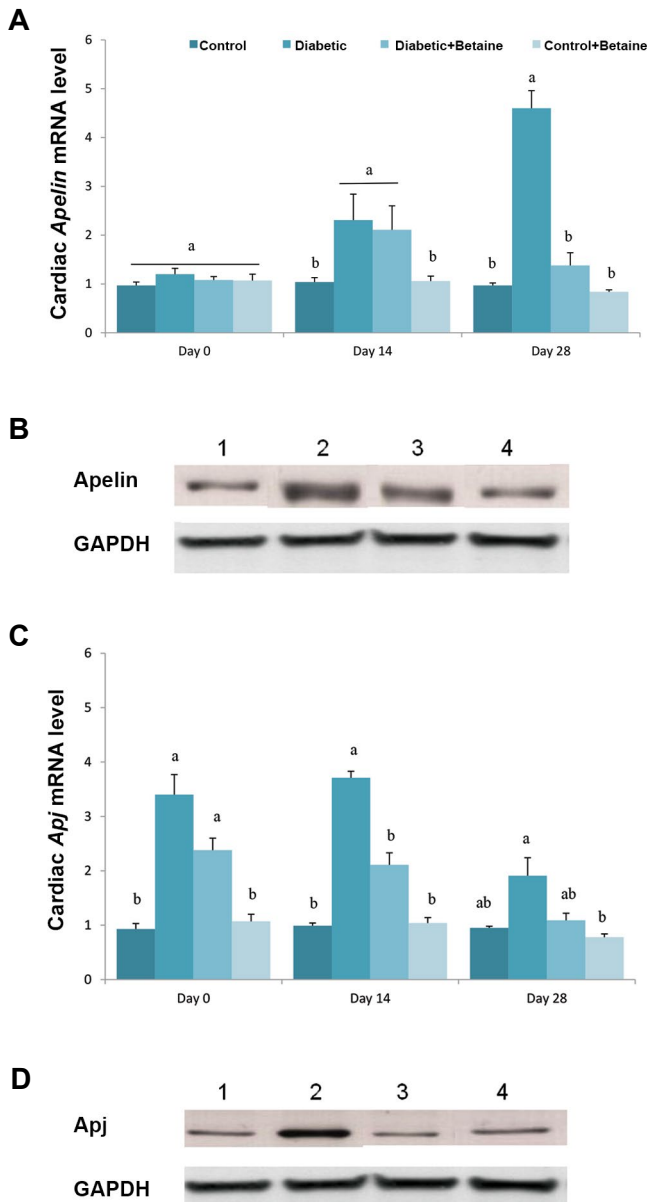 A
Cardiac Apelin mRNA level
6
5
4
3
2
1
0
Control Diabetic Diabetic+Betaine Control+Betaine
a
b a b
b a b b
Day 0 Day 14 Day 28
B
1 2 3 4
Apelin
GAPDH
C
Cardiac Apj mRNA level
6
5
4
3
2
1
0
b a a b
b a b b
ab a ab b
Day 0 Day 14 Day 28
D
1 2 3 4
Apj
GAPDH